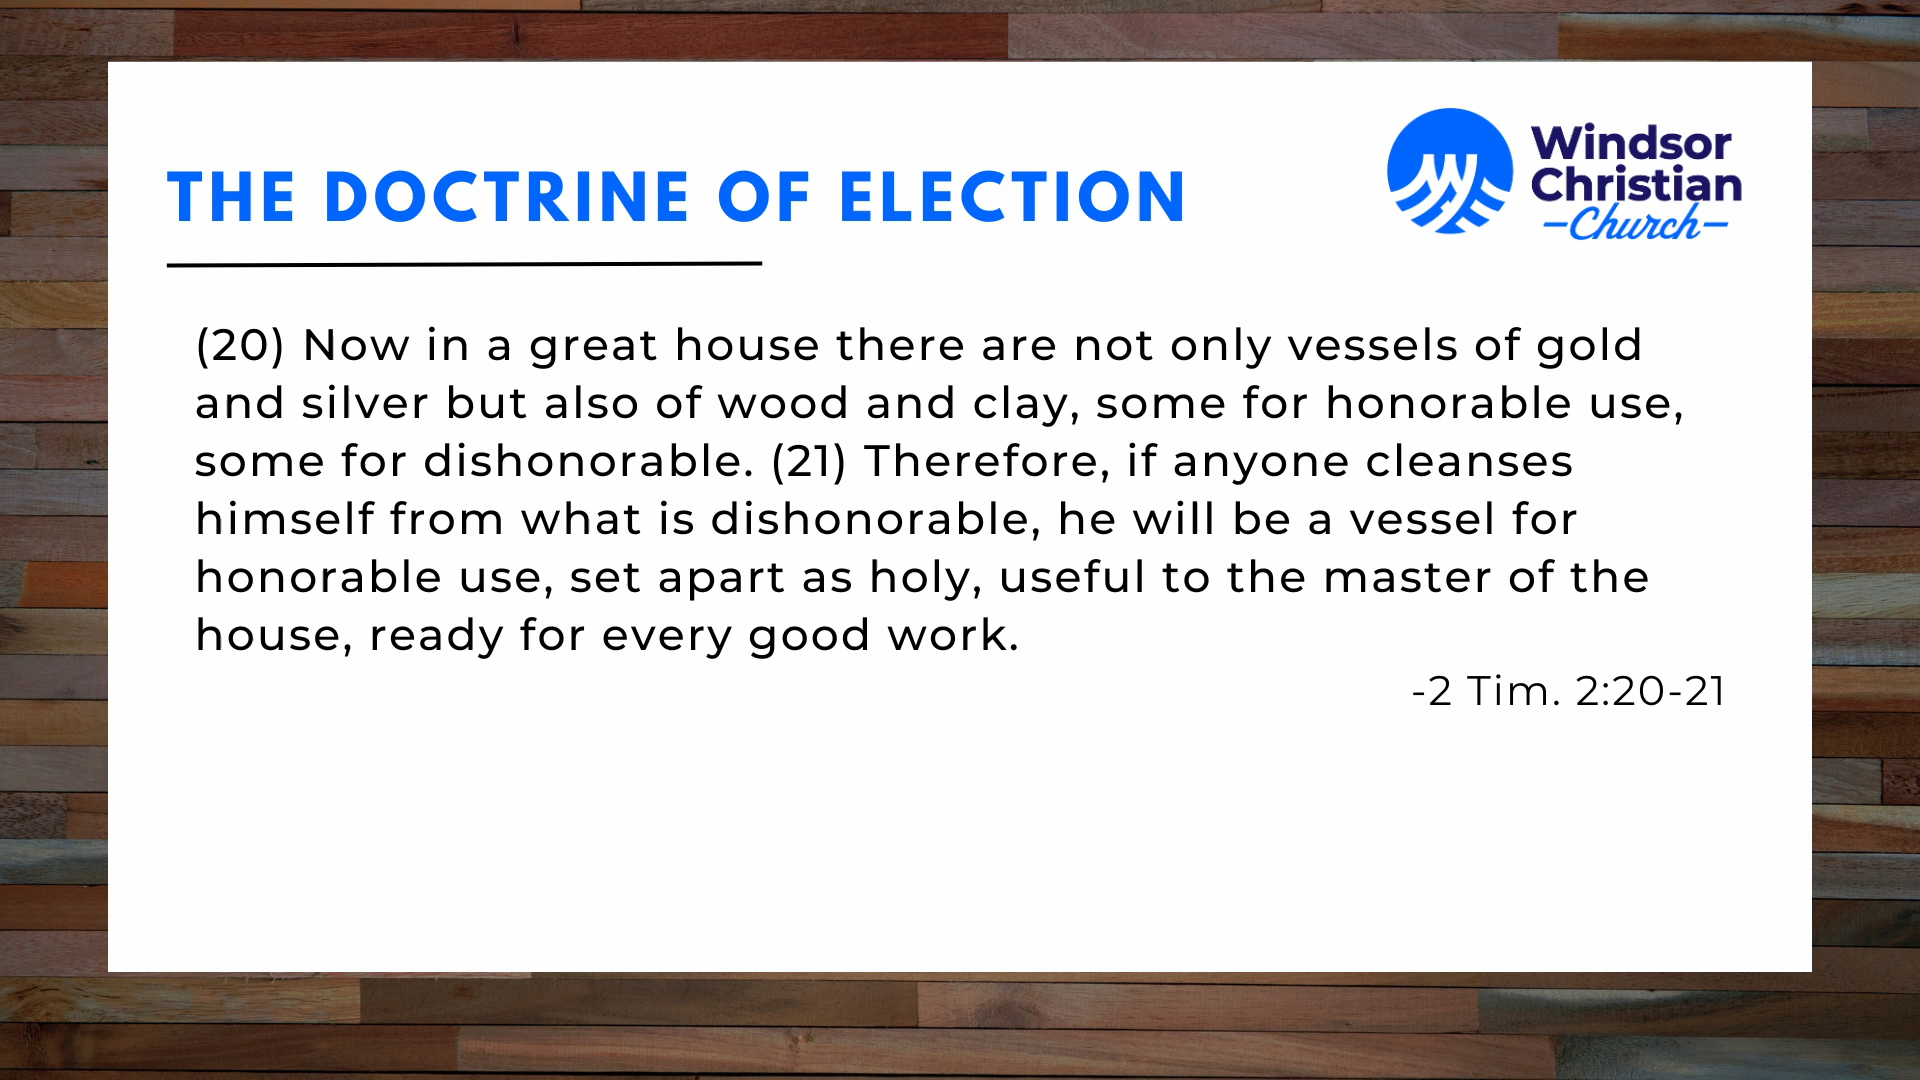 THE DOCTRINE OF ELECTION
Windsor
Christian
-Church-
(20) Now in a great house there are not only vessels of gold
and silver but also of wood and clay, some for honorable use,
some for dishonorable. (21) Therefore, if anyone cleanses
himself from what is dishonorable, he will be a vessel for
honorable use, set apart as holy, useful to the master of the
house, ready for every good work.
-2 Tim. 2:20-21